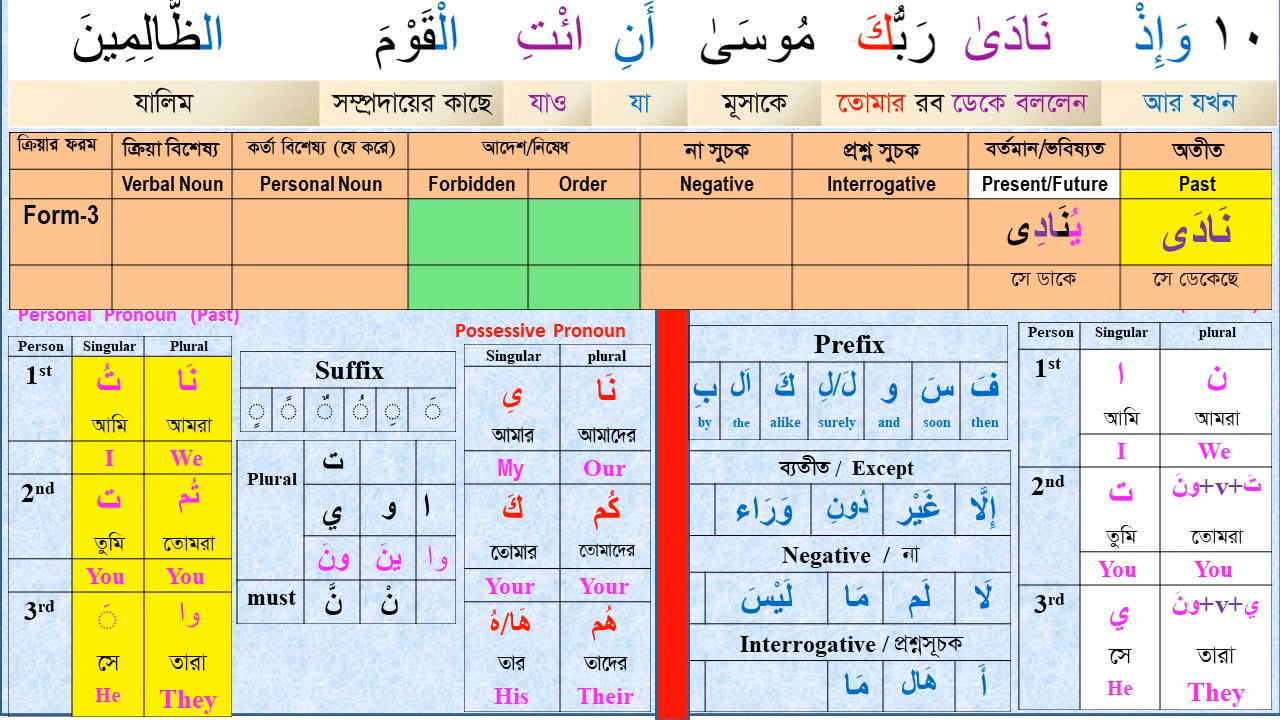 ١٠ وَإِذْ نَادَىٰ رَبُّكَ مُوسَىٰ أَنِ ائْتِ الْقَوْمَ الظَّالِمِينَ
আর যখন তোমার রব ডেকে বললেন মূসাকে যা যাও সম্প্রদায়ের কাছে যালিম
ক্রিয়ার ফরম ক্রিয়া বিশেষ্য কর্তা বিশেষ্য (যে করে) আদেশ/নিষেধ না সুচক প্রশ্ন সুচক বর্তমান/ভবিষ্যত অতীত
Verbal Noun Personal Noun Forbidden Order Negative Interrogative Present/Future Past
Form-3 يُنَادِى نَادَى
সে ডাকে সে ডেকেছে
Personal Pronoun (Past)
Person Singular Plural
1st تُ نَا
আমি আমরা
I We
2nd ت تُم
তুমি তোমরা
You You
3rd َ وا
সে তারা
He They
Suffix
ٍ ً ٌ ُ ِ َ
Plural ت
ي و ا
ونَ ينَ وا
must نَّ نْ
Possessive Pronoun
Singular plural
يِ نَا
আমার আমাদের
My Our
كَ كُم
তোমার তোমাদের
Your Your
هَا/هُ هُم
তার তাদের
His Their
Prefix
بِ اَل كَ لَ/لِ و سَ فَ
by the alike surely and soon then
ব্যতীত / Except
وَرَاء دُونِ غَيْر إِلَّا
Negative / না
لَيْسَ مَا لَم لَا
Interrogative / প্রশ্নসূচক
مَا هَال أَ
Person Singular plural
1st ا ن
আমি আমরা
I We
2nd ت تَ+v+ونَ
তুমি তোমরা
You You
3rd ي ي+v+ونَ
সে তারা
He They